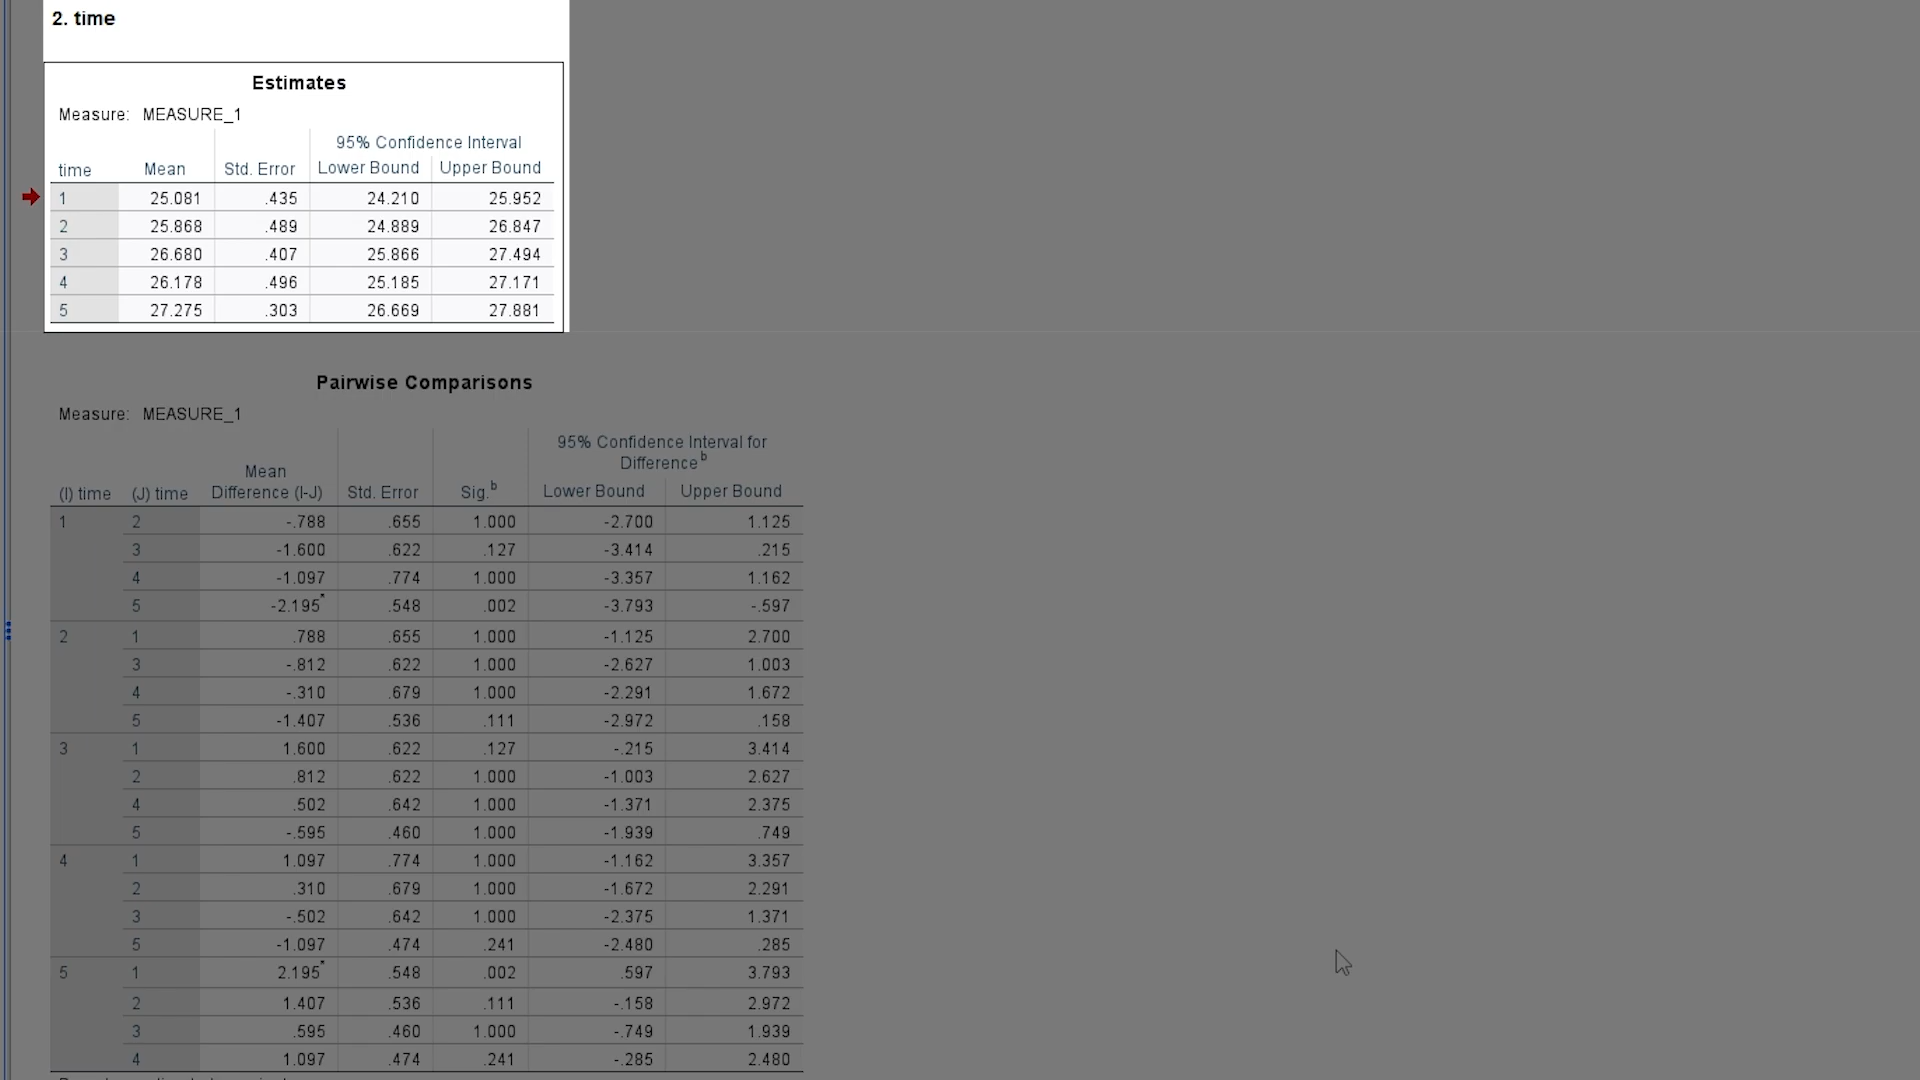 2. time
Estimates
Measure: MEASURE_1
95% Confidence Interval
time Mean Std. Error Lower Bound Upper Bound
1 25.081 .435 24.210 25.952
2 25.868 .489 24.889 26.847
3 26.680 .407 25.866 27.494
4 26.178 .496 25.185 27.171
5 27.275 .303 26.669 27.881
Pairwise Comparisons
Measure: MEASURE_1
95% Confidence Interval for
Difference b
Mean
(I) time (J) time Difference (I-J) Std. Error Sig. b Lower Bound Upper Bound
1 2 -.788 .655 1.000 -2.700 1.125
3 -1.600 .622 .127 -3.414 .215
4 -1.097 .774 1.000 -3.357 1.162
5 -2.195* .548 .002 -3.793 -.597
2 1 .788 .655 1.000 -1.125 2.700
3 -.812 .622 1.000 -2.627 1.003
4 -.310 .679 1.000 -2.291 1.672
5 -1.407 .536 .111 -2.972 .158
3 1 1.600 .622 .127 -.215 3.414
2 .812 .622 1.000 -1.003 2.627
4 .502 .642 1.000 -1.371 2.375
5 -.595 .460 1.000 -1.939 .749
4 1 1.097 .774 1.000 -1.162 3.357
2 .310 .679 1.000 -1.672 2.291
3 -.502 .642 1.000 -2.375 1.371
5 -1.097 .474 .241 -2.480 .285
5 1 2.195* .548 .002 .597 3.793
2 1.407 .536 .111 -.158 2.972
3 .595 .460 1.000 -.749 1.939
4 1.097 .474 .241 -.285 2.480